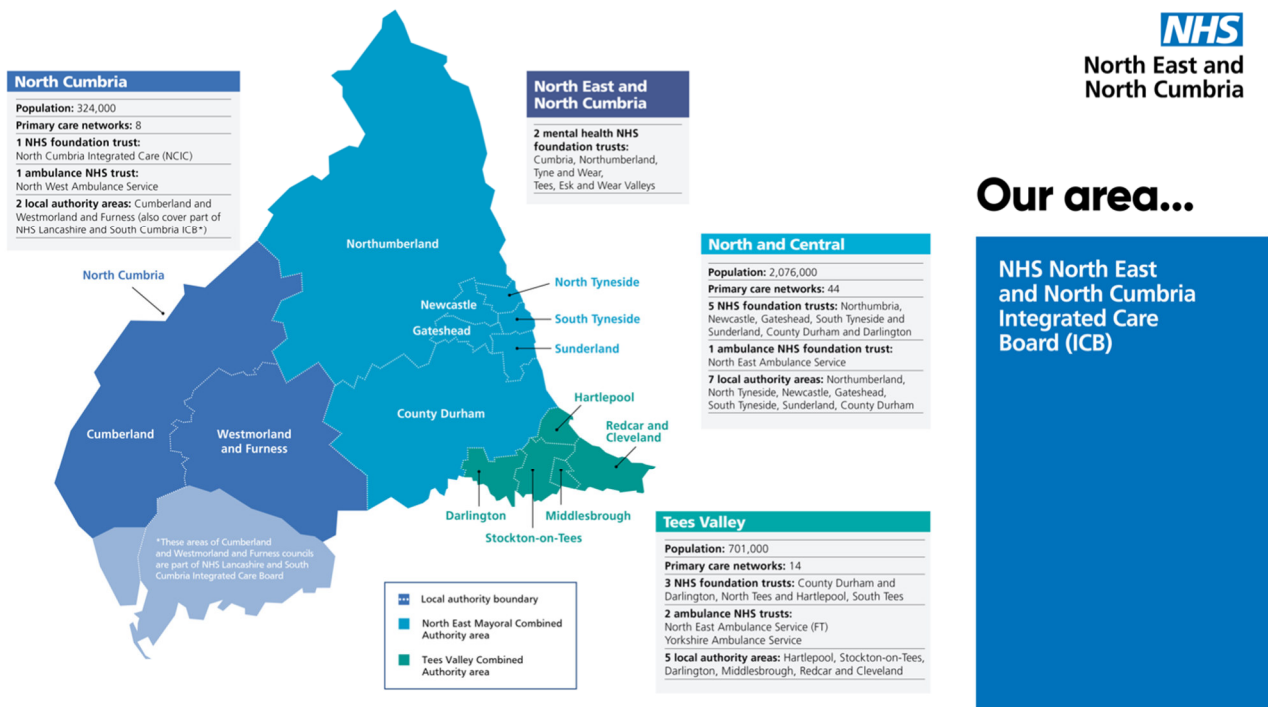 NHS
North East and
North Cumbria
Our area...
NHS North East
and North Cumbria
Integrated Care
Board (ICB)
North Cumbria
Population: 324,000
Primary care networks: 8
1 NHS foundation trust:
North Cumbria Integrated Care (NCIC)
1 ambulance NHS trust:
North West Ambulance Service
2 local authority areas: Cumberland and
Westmorland and Furness (also cover part of
NHS Lancashire and South Cumbria ICB*)
North East and
North Cumbria
2 mental health NHS
foundation trusts:
Cumbria, Northumberland,
Tyne and Wear,
Tees, Esk and Wear Valleys
North and Central
Population: 2,076,000
Primary care networks: 44
5 NHS foundation trusts: Northumbria,
Newcastle, Gateshead, South Tyneside and
Sunderland, County Durham and Darlington
1 ambulance NHS foundation trust:
North East Ambulance Service
7 local authority areas: Northumberland,
North Tyneside, Newcastle, Gateshead,
South Tyneside, Sunderland, County Durham
Northumberland
North Cumbria
North Tyneside
Newcastle
South Tyneside
Gateshead
Sunderland
Hartlepool
County Durham
Redcar and
Cleveland
Cumberland
Westmorland
and Furness
Darlington
Middlesbrough
Stockton-on-Tees
*These areas of Cumberland
and Westmorland and Furness councils
are part of NHS Lancashire and South
Cumbria Integrated Care Board
Tees Valley
Population: 701,000
Primary care networks: 14
3 NHS foundation trusts: County Durham and
Darlington, North Tees and Hartlepool, South Tees
2 ambulance NHS trusts:
North East Ambulance Service (FT)
Yorkshire Ambulance Service
5 local authority areas: Hartlepool, Stockton-on-Tees,
Darlington, Middlesbrough, Redcar and Cleveland
Local authority boundary
North East Mayoral Combined
Authority area
Tees Valley Combined
Authority area